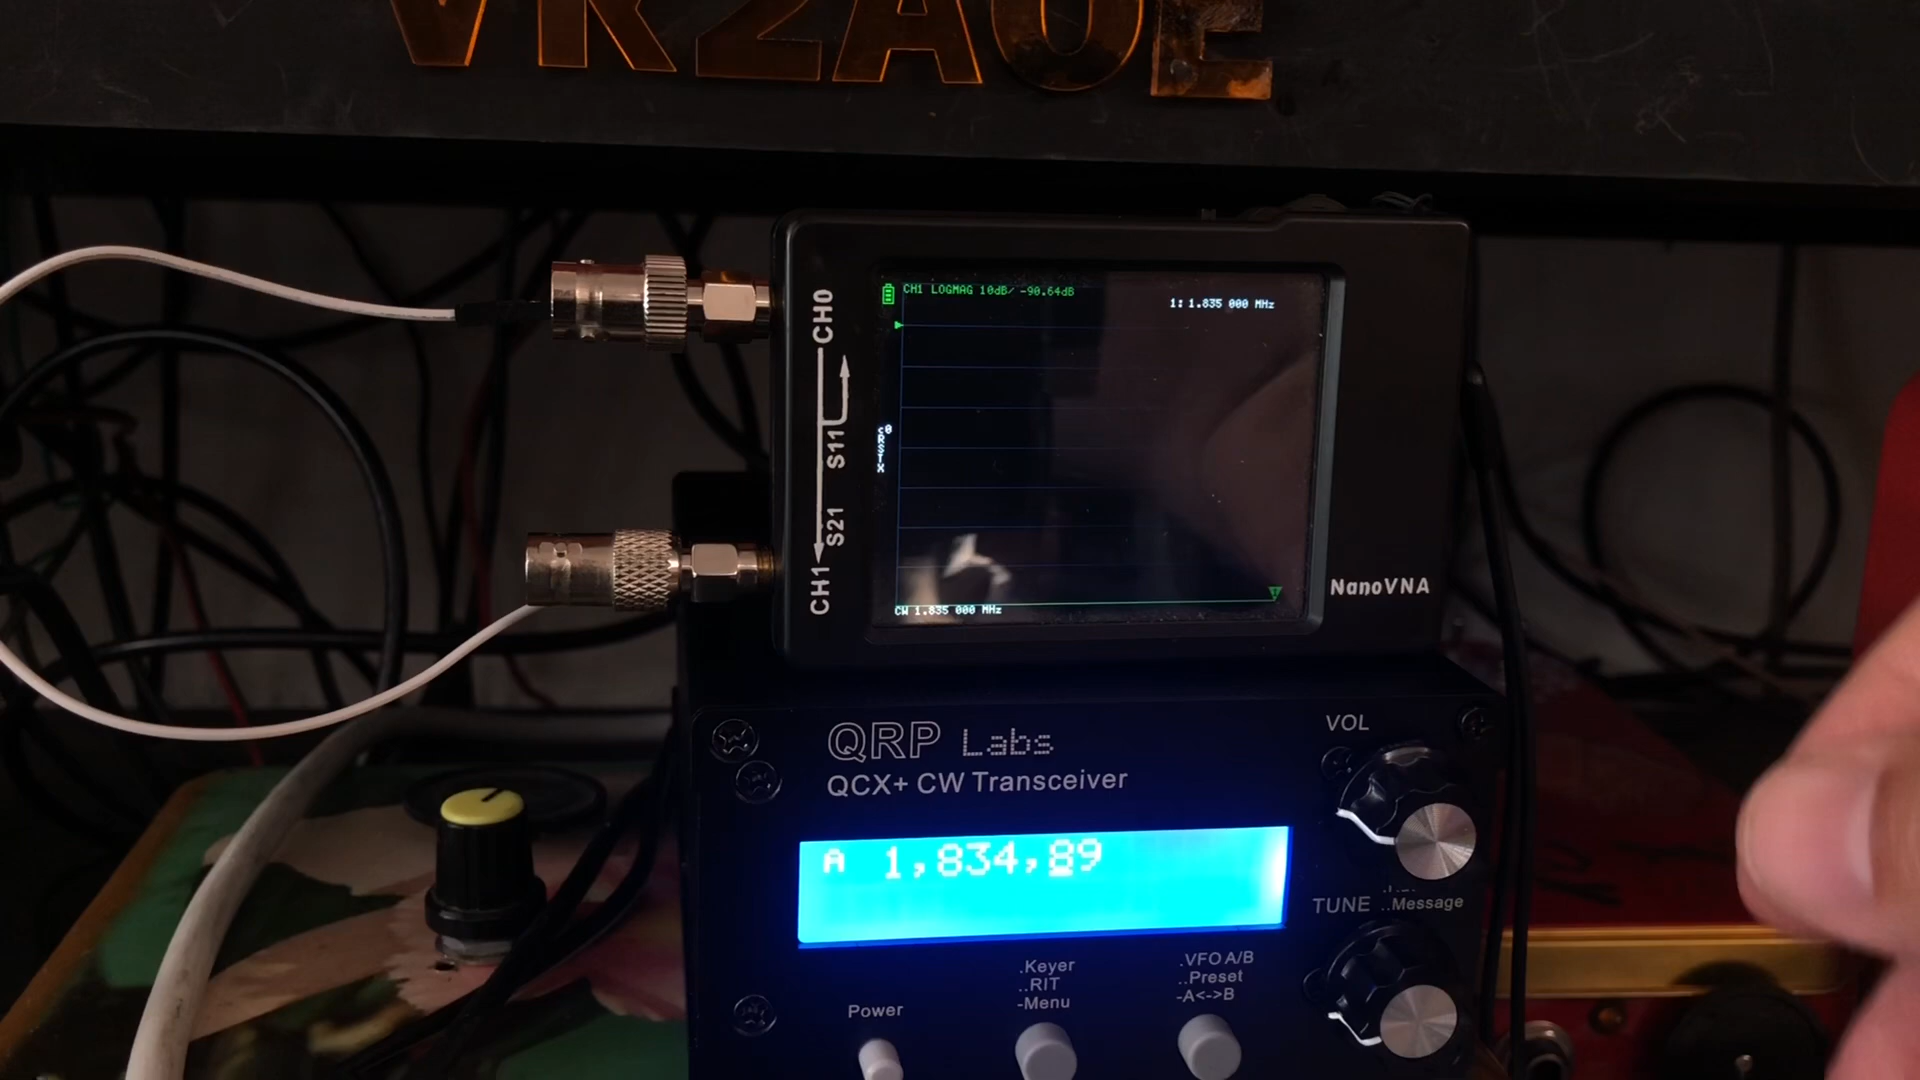 VK2AOE
CH1 LOGMAG 10dB/ -90.64dB
1: 1.835 000 MHz
CH0
S11
S21
CH1
c0
R
S
T
X
CW 1.835 000 MHz
NanoVNA
QRP Labs
QCX+ CW Transceiver
VOL
A 1,834,89
TUNE
..Message
.Keyer
..RIT
-Menu
.VFO A/B
..Preset
-A<->B
Power